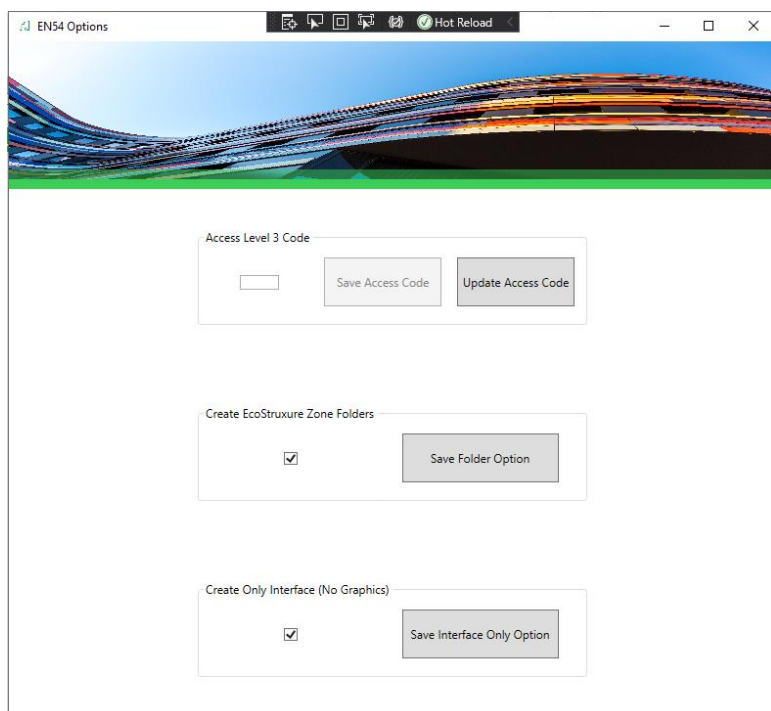 EN54 Options
Hot Reload
Access Level 3 Code
Save Access Code
Update Access Code
Create EcoStruxure Zone Folders
Save Folder Option
Create Only Interface (No Graphics)
Save Interface Only Option